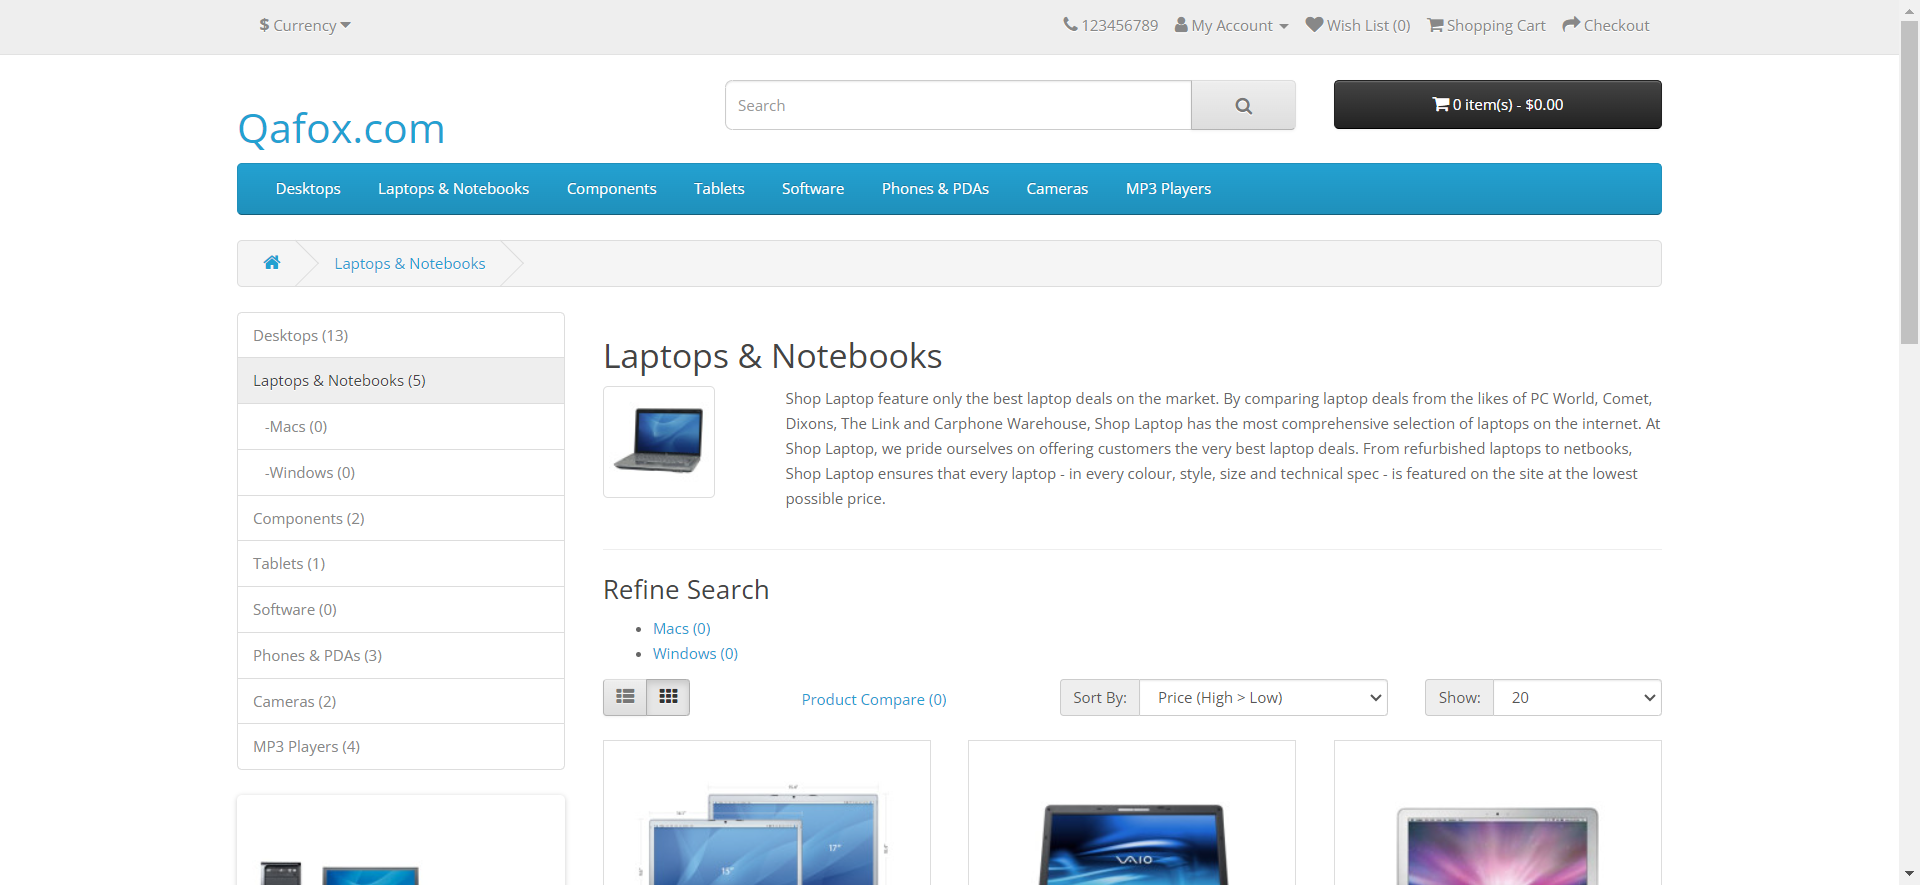 $ Currency
123456789 My Account Wish List (0) Shopping Cart Checkout
Qafox.com
Search
0 item(s) - $0.00
Desktops Laptops & Notebooks Components Tablets Software Phones & PDAs Cameras MP3 Players
Laptops & Notebooks
Desktops (13)
Laptops & Notebooks (5)
-Macs (0)
-Windows (0)
Components (2)
Tablets (1)
Software (0)
Phones & PDAs (3)
Cameras (2)
MP3 Players (4)
Laptops & Notebooks
Shop Laptop feature only the best laptop deals on the market. By comparing laptop deals from the likes of PC World, Comet,
Dixons, The Link and Carphone Warehouse, Shop Laptop has the most comprehensive selection of laptops on the internet. At
Shop Laptop, we pride ourselves on offering customers the very best laptop deals. From refurbished laptops to netbooks,
Shop Laptop ensures that every laptop - in every colour, style, size and technical spec - is featured on the site at the lowest
possible price.
Refine Search
Macs (0)
Windows (0)
Product Compare (0)
Sort By: Price (High > Low)
Show: 20
17"
15"
VAIO